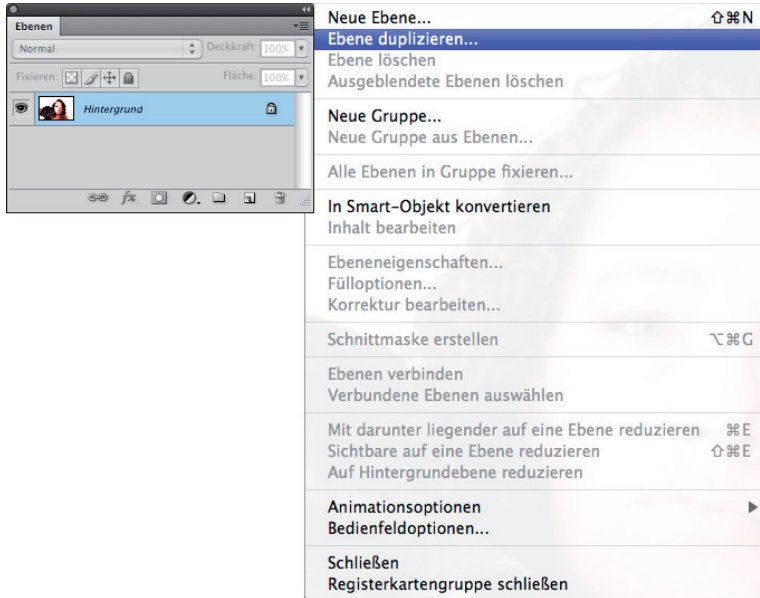 Ebenen
Normal Deckkraft: 100%
Fixieren: Fläche: 100%
Hintergrund
fx
Neue Ebene... ⇧⌘N
Ebene duplizieren...
Ebene löschen
Ausgeblendete Ebenen löschen
Neue Gruppe...
Neue Gruppe aus Ebenen...
Alle Ebenen in Gruppe fixieren...
In Smart-Objekt konvertieren
Inhalt bearbeiten
Ebeneneigenschaften...
Fülloptionen...
Korrektur bearbeiten...
Schnittmaske erstellen ⌥⌘G
Ebenen verbinden
Verbundene Ebenen auswählen
Mit darunter liegender auf eine Ebene reduzieren ⌘E
Sichtbare auf eine Ebene reduzieren ⇧⌘E
Auf Hintergrundebene reduzieren
Animationsoptionen
Bedienfeldoptionen...
Schließen
Registerkartengruppe schließen